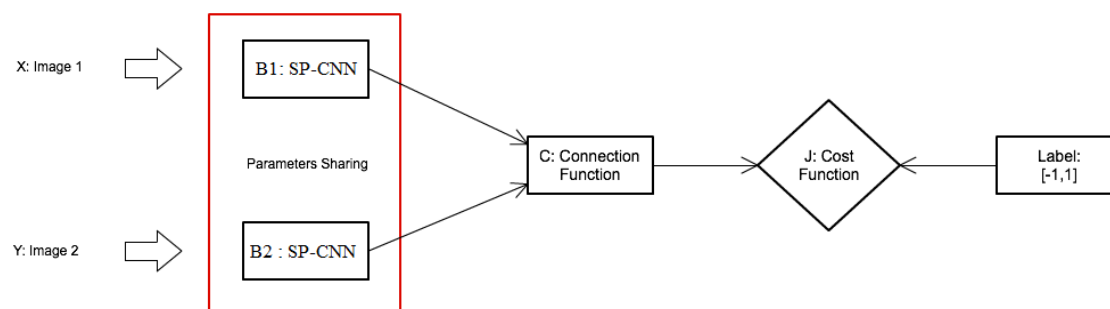 X: Image 1
B1: SP-CNN
Parameters Sharing
Y: Image 2
B2 : SP-CNN
C: Connection
Function
J: Cost
Function
Label:
[-1,1]